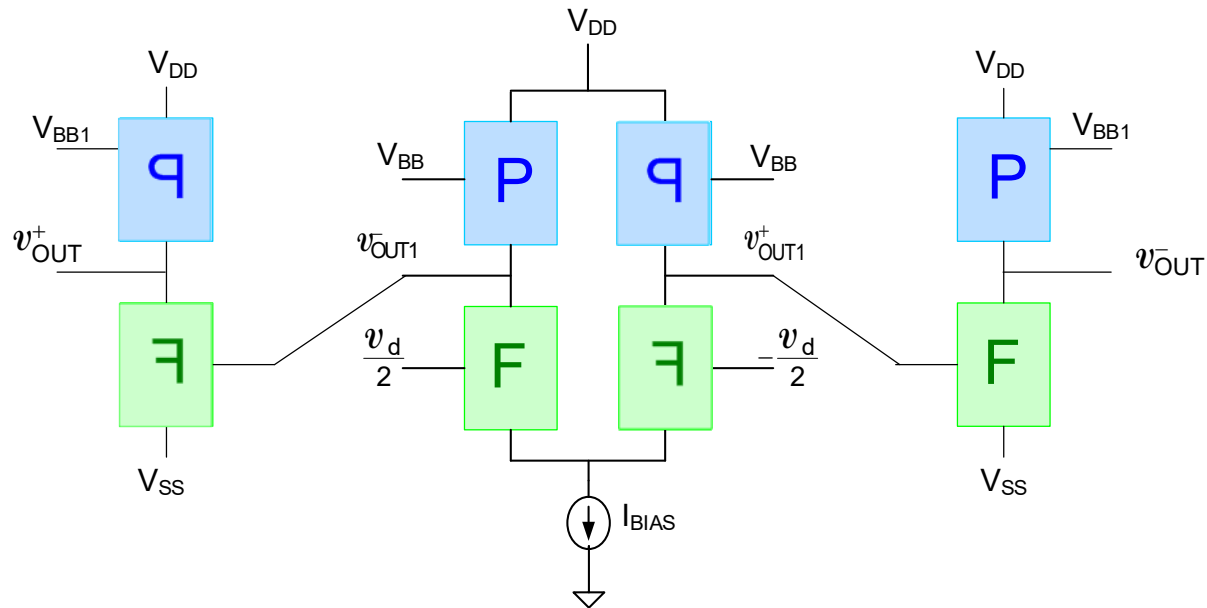 V_DD
V_DD
V_DD
V_BB1
P
V_BB
P
P
V_BB
P
V_BB1
v⁺_OUT
v⁻_OUT1
v⁺_OUT1
v⁻_OUT
F
v_d/2
F
F
-v_d/2
F
V_SS
V_SS
I_BIAS